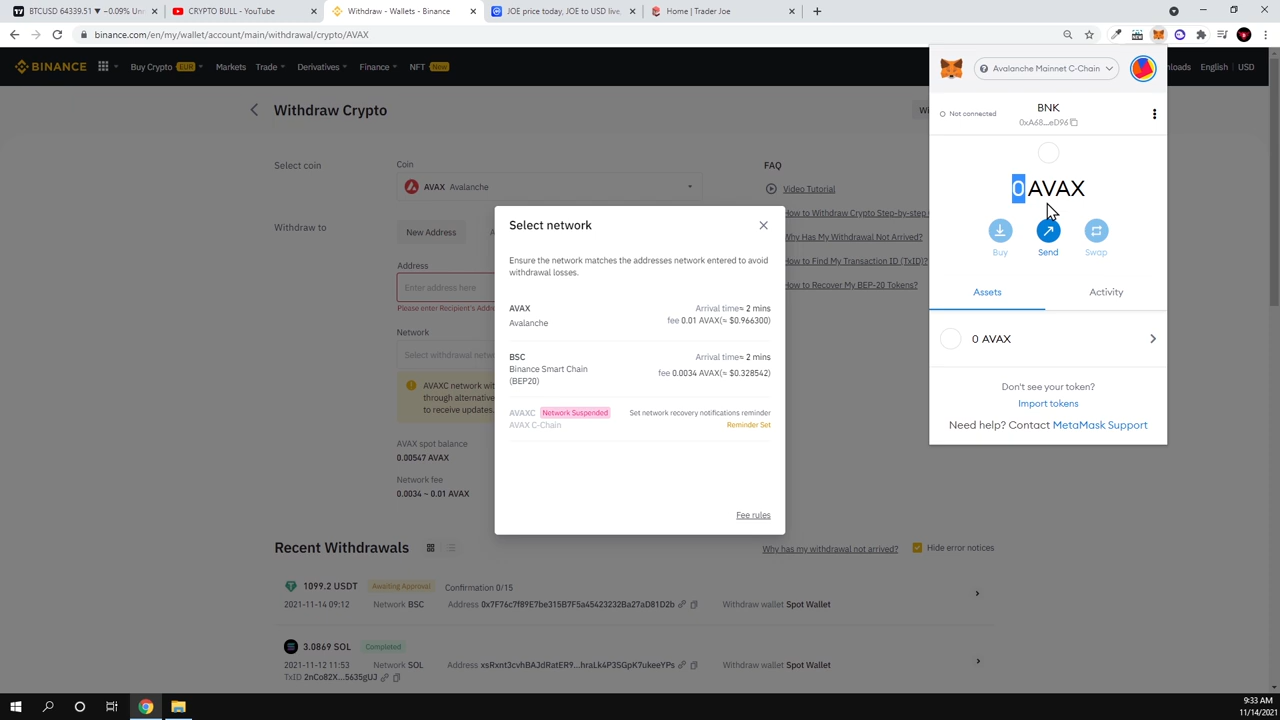 BTCUSD 64339.51 ▼ −0.09% Un
CRYPTO BULL - YouTube
Withdraw - Wallets - Binance
JOE price today, JOE to USD live,
Home | Trader Joe
binance.com/en/my/wallet/account/main/withdrawal/crypto/AVAX
BINANCE
Buy Crypto EUR
Markets
Trade
Derivatives
Finance
NFT New
nloads
English
USD
Withdraw Crypto
Wi
Select coin
Coin
AVAX Avalanche
Withdraw to
New Address
A
Address
Enter address here
Please enter Recipient's Addre
Network
Select withdrawal netw
AVAXC network wit
through alternative
to receive updates.
AVAX spot balance
0.00547 AVAX
Network fee
0.0034 ~ 0.01 AVAX
FAQ
Video Tutorial
How to Withdraw Crypto Step-by-step
Why Has My Withdrawal Not Arrived?
How to Find My Transaction ID (TxID)?
How to Recover My BEP-20 Tokens?
Select network
Ensure the network matches the addresses network entered to avoid
withdrawal losses.
AVAX
Arrival time≈ 2 mins
Avalanche
fee 0.01 AVAX(≈ $0.966300)
BSC
Arrival time≈ 2 mins
Binance Smart Chain
(BEP20)
fee 0.0034 AVAX(≈ $0.328542)
AVAXC Network Suspended
Set network recovery notifications reminder
AVAX C-Chain
Reminder Set
Fee rules
Avalanche Mainnet C-Chain
Not connected
BNK
0xA68...eD96
0 AVAX
Buy
Send
Swap
Assets
Activity
0 AVAX
Don't see your token?
Import tokens
Need help? Contact MetaMask Support
Recent Withdrawals
Why has my withdrawal not arrived?
Hide error notices
1099.2 USDT
Awaiting Approval
Confirmation 0/15
2021-11-14 09:12
Network BSC
Address 0x7F76c7f89E7be315B7F5a45423232Ba27aD81D2b
Withdraw wallet Spot Wallet
3.0869 SOL
Completed
2021-11-12 11:53
Network SOL
Address xsRxnt3cvhBAJdRatER9...hraLk4P3SGpK7ukeeYPs
Withdraw wallet Spot Wallet
TxID 2nCo82X...5635gUJ
9:33 AM
11/14/2021